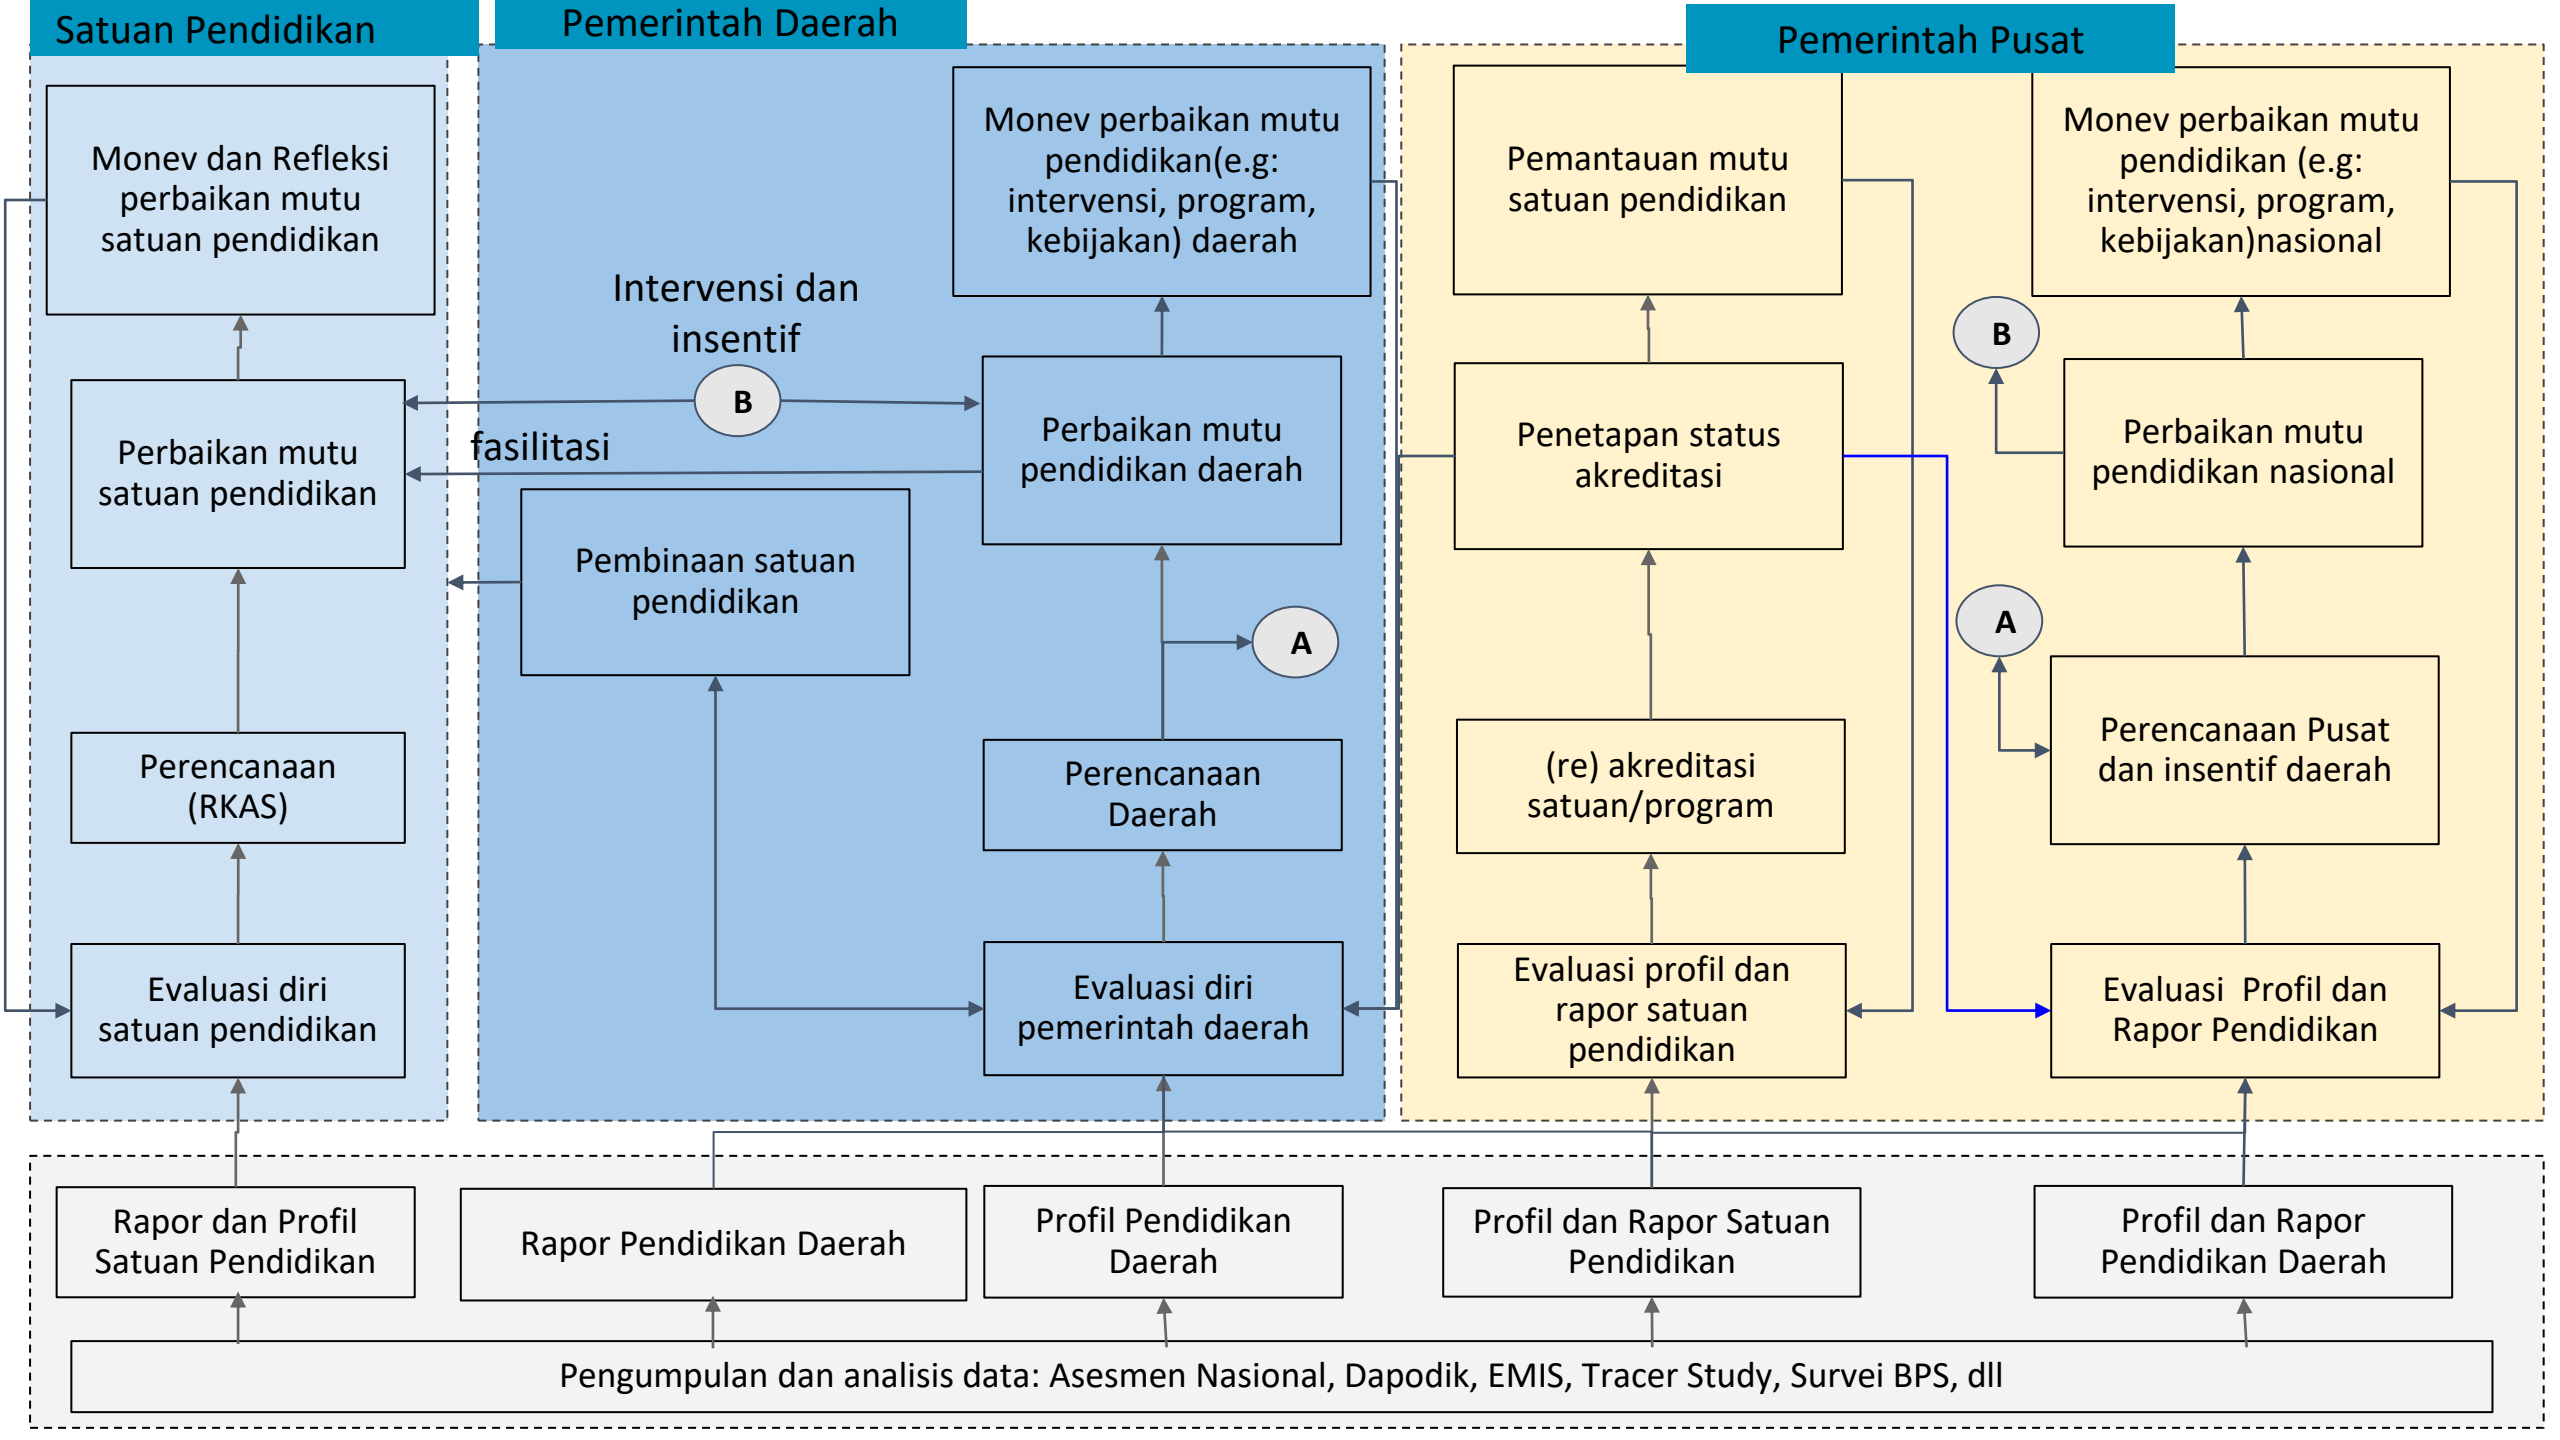 Satuan Pendidikan
Pemerintah Daerah
Pemerintah Pusat
Monev dan Refleksi
perbaikan mutu
satuan pendidikan
Perbaikan mutu
satuan pendidikan
Perencanaan
(RKAS)
Evaluasi diri
satuan pendidikan
Intervensi dan
insentif
B
fasilitasi
Pembinaan satuan
pendidikan
Monev perbaikan mutu
pendidikan(e.g:
intervensi, program,
kebijakan) daerah
Perbaikan mutu
pendidikan daerah
A
Perencanaan
Daerah
Evaluasi diri
pemerintah daerah
Pemantauan mutu
satuan pendidikan
Penetapan status
akreditasi
(re) akreditasi
satuan/program
Evaluasi profil dan
rapor satuan
pendidikan
Monev perbaikan mutu
pendidikan (e.g:
intervensi, program,
kebijakan)nasional
B
Perbaikan mutu
pendidikan nasional
A
Perencanaan Pusat
dan insentif daerah
Evaluasi  Profil dan
Rapor Pendidikan
Rapor dan Profil
Satuan Pendidikan
Rapor Pendidikan Daerah
Profil Pendidikan
Daerah
Profil dan Rapor Satuan
Pendidikan
Profil dan Rapor
Pendidikan Daerah
Pengumpulan dan analisis data: Asesmen Nasional, Dapodik, EMIS, Tracer Study, Survei BPS, dll